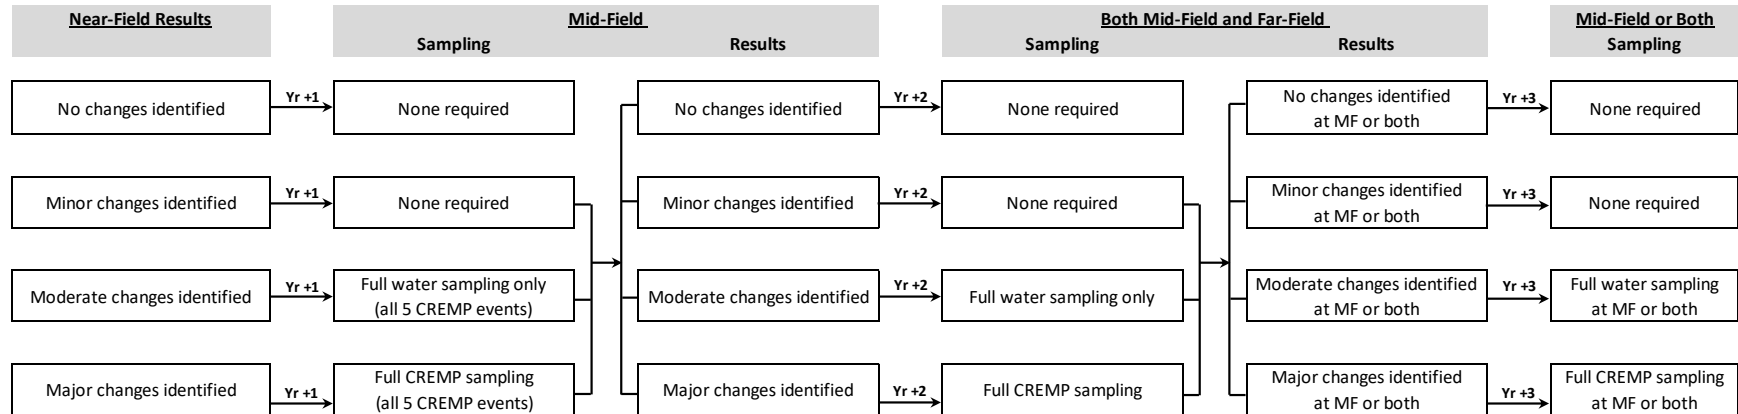 Near-Field Results
Mid-Field
Both Mid-Field and Far-Field
Mid-Field or Both
Sampling
Results
Sampling
Results
Sampling
No changes identified
Yr +1
None required
No changes identified
Yr +2
None required
No changes identified
at MF or both
Yr +3
None required
Minor changes identified
Yr +1
None required
Minor changes identified
Yr +2
None required
Minor changes identified
at MF or both
Yr +3
None required
Moderate changes identified
Yr +1
Full water sampling only
(all 5 CREMP events)
Moderate changes identified
Yr +2
Full water sampling only
Moderate changes identified
at MF or both
Yr +3
Full water sampling
at MF or both
Major changes identified
Yr +1
Full CREMP sampling
(all 5 CREMP events)
Major changes identified
Yr +2
Full CREMP sampling
Major changes identified
at MF or both
Yr +3
Full CREMP sampling
at MF or both